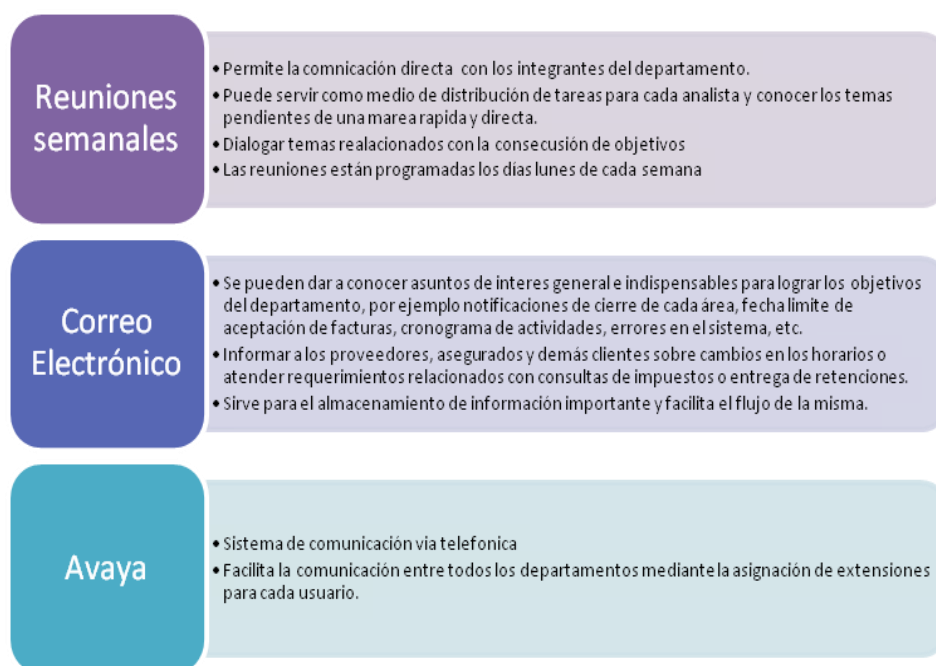 Reuniones
semanales
• Permite la comnicación directa con los integrantes del departamento.
• Puede servir como medio de distribución de tareas para cada analista y conocer los temas
pendientes de una marea rapida y directa.
• Dialogar temas realacionados con la consecusión de objetivos
• Las reuniones están programadas los días lunes de cada semana
Correo
Electrónico
• Se pueden dar a conocer asuntos de interes general e indispensables para lograr los objetivos
del departamento, por ejemplo notificaciones de cierre de cada área, fecha limite de
aceptación de facturas, cronograma de actividades, errores en el sistema, etc.
• Informar a los proveedores, asegurados y demás clientes sobre cambios en los horarios o
atender requerimientos relacionados con consultas de impuestos o entrega de retenciones.
• Sirve para el almacenamiento de información importante y facilita el flujo de la misma.
Avaya
• Sistema de comunicación vía telefonica
• Facilita la comunicación entre todos los departamentos mediante la asignación de extensiones
para cada usuario.